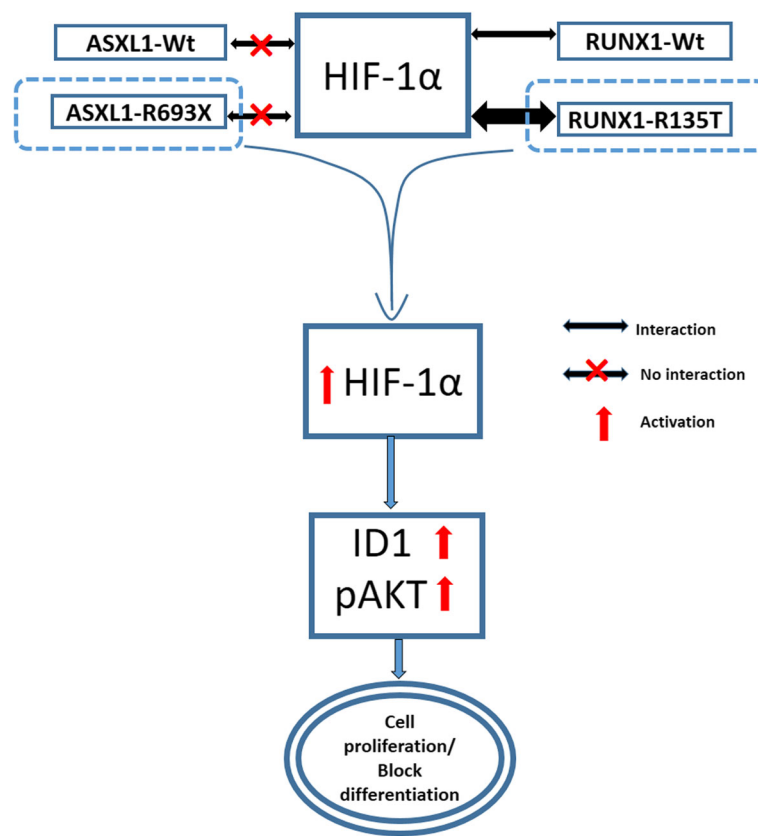 ASXL1-Wt
HIF-1α
RUNX1-Wt
ASXL1-R693X
RUNX1-R135T
HIF-1α
Interaction
No interaction
Activation
ID1
pAKT
Cell
proliferation/
Block
differentiation